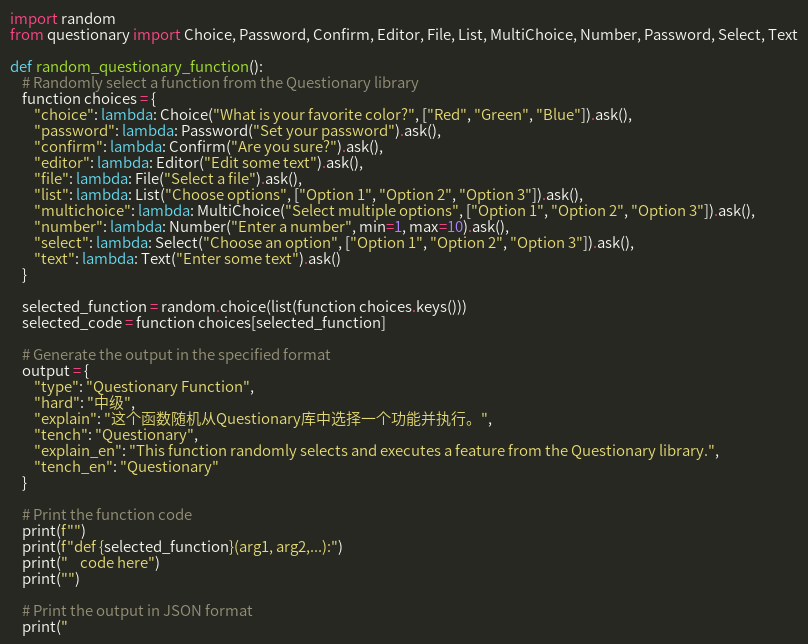 import random
from questionary import Choice, Password, Confirm, Editor, File, List, MultiChoice, Number, Password, Select, Text

def random_questionary_function():
    # Randomly select a function from the Questionary library
    function choices = {
        "choice": lambda: Choice("What is your favorite color?", ["Red", "Green", "Blue"]).ask(),
        "password": lambda: Password("Set your password").ask(),
        "confirm": lambda: Confirm("Are you sure?").ask(),
        "editor": lambda: Editor("Edit some text").ask(),
        "file": lambda: File("Select a file").ask(),
        "list": lambda: List("Choose options", ["Option 1", "Option 2", "Option 3"]).ask(),
        "multichoice": lambda: MultiChoice("Select multiple options", ["Option 1", "Option 2", "Option 3"]).ask(),
        "number": lambda: Number("Enter a number", min=1, max=10).ask(),
        "select": lambda: Select("Choose an option", ["Option 1", "Option 2", "Option 3"]).ask(),
        "text": lambda: Text("Enter some text").ask()
    }

    selected_function = random.choice(list(function choices.keys()))
    selected_code = function choices[selected_function]

    # Generate the output in the specified format
    output = {
        "type": "Questionary Function",
        "hard": "中级",
        "explain": "这个函数随机从Questionary库中选择一个功能并执行。",
        "tench": "Questionary",
        "explain_en": "This function randomly selects and executes a feature from the Questionary library.",
        "tench_en": "Questionary"
    }

    # Print the function code
    print(f"")
    print(f"def {selected_function}(arg1, arg2,...):")
    print("    code here")
    print("")

    # Print the output in JSON format
    print("